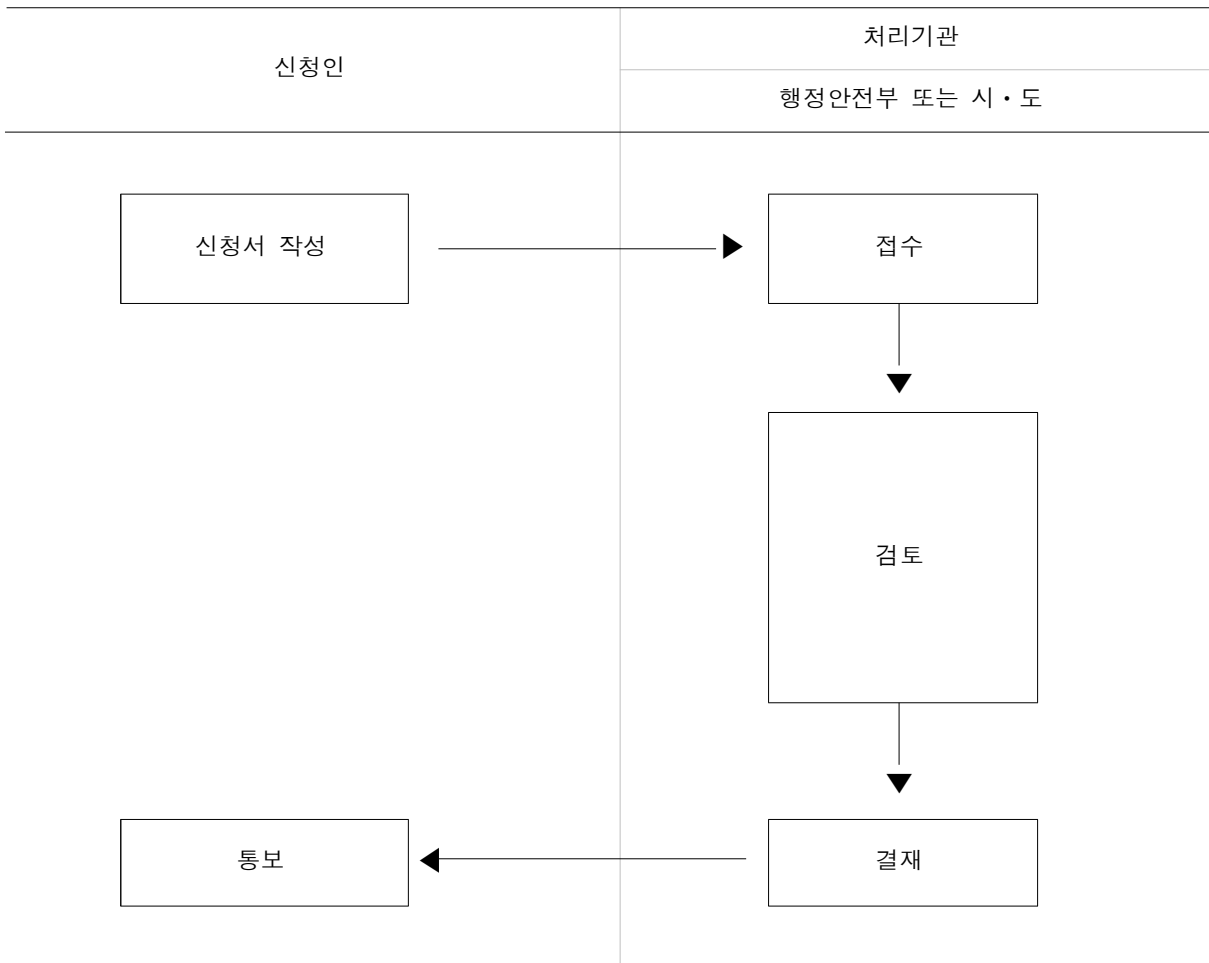 신청인
처리기관
행정안전부 또는 시·도
신청서 작성
접수
검토
결재
통보